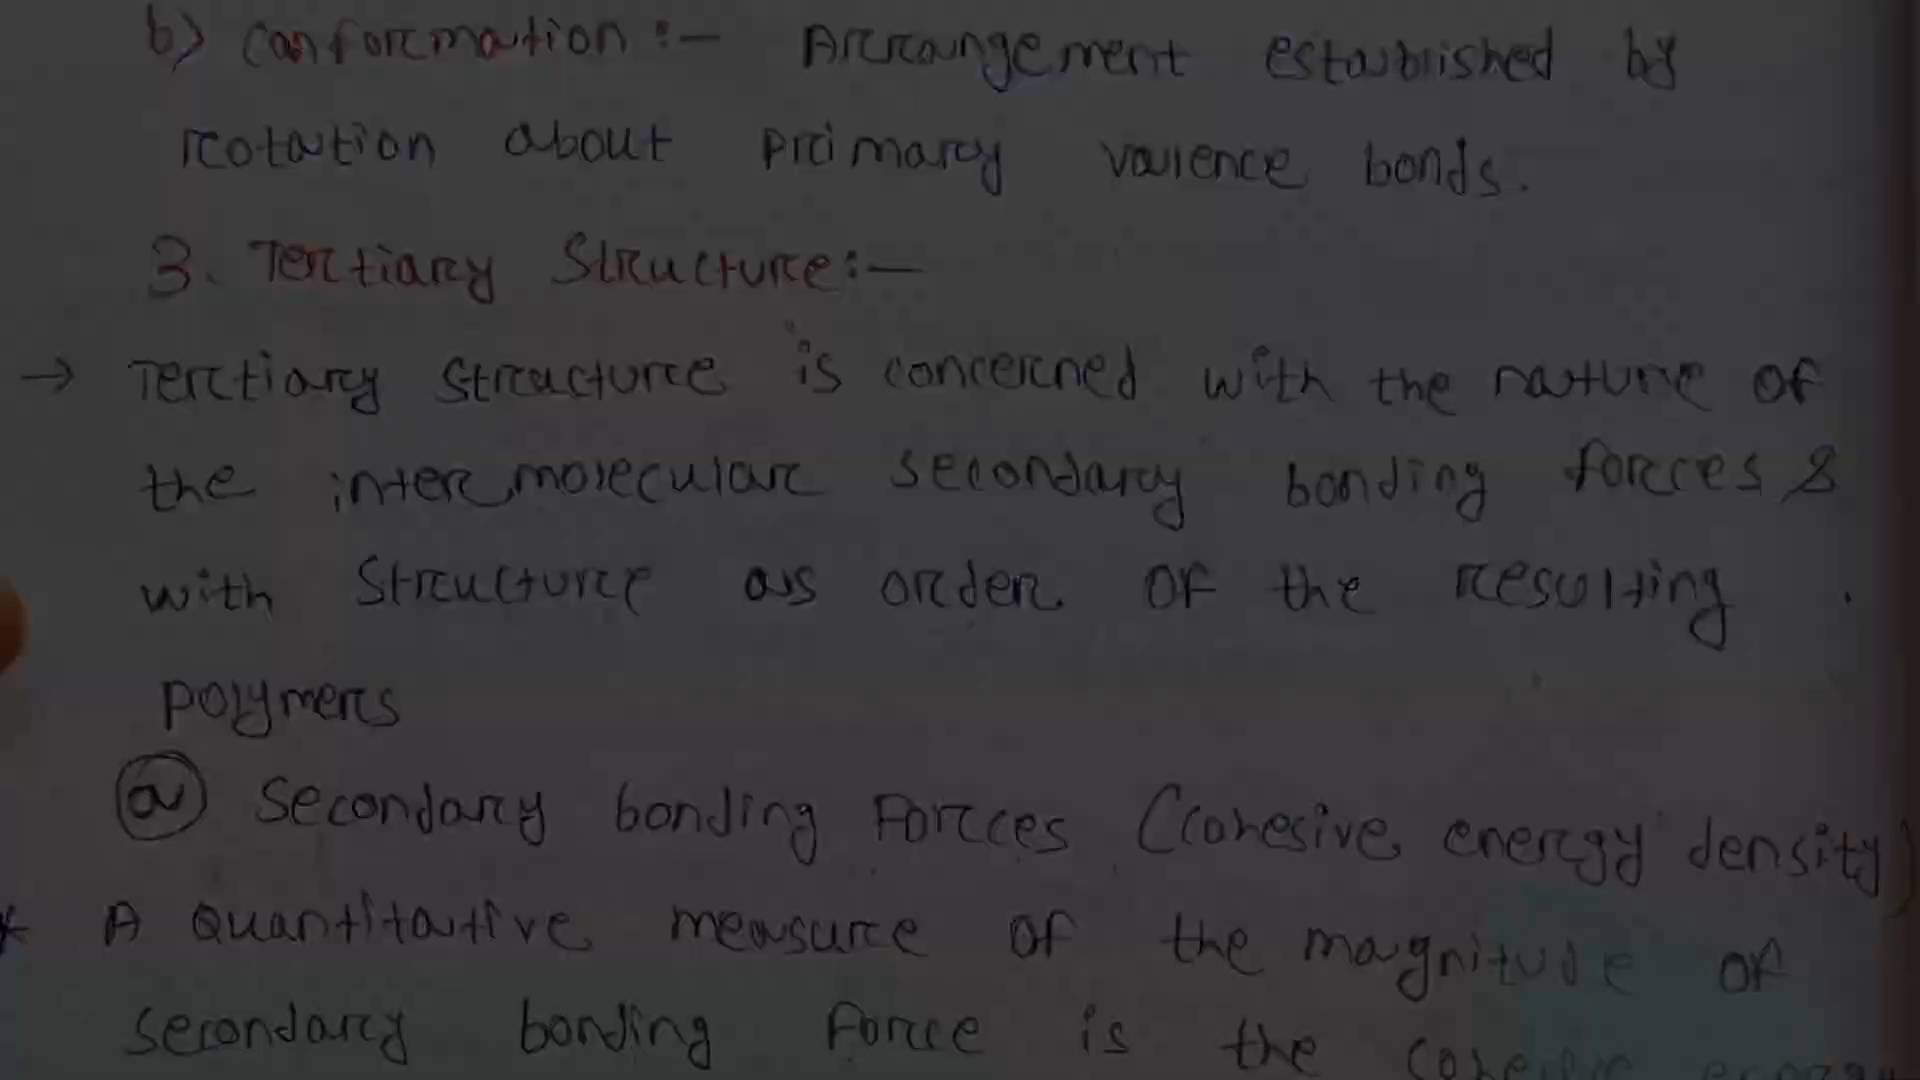 b) Conformation :- Arrangement established by
rotation about primary valence bonds.
3. Tertiary Structure:-
→ Tertiary structure is concerned with the nature of
the intermolecular secondary bonding forces &
with structure as order of the resulting
polymers
(a) Secondary bonding Forces (cohesive energy density)
* A Quantitative measure of the magnitude of
secondary bonding force is the cohesive energy